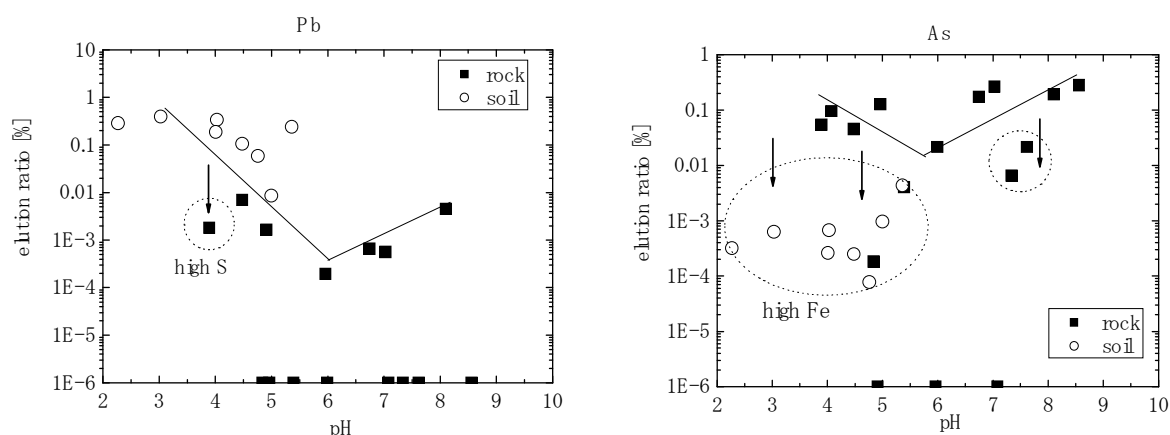 Pb
10
1
0.1
0.01
1E-3
1E-4
1E-5
1E-6
elution ratio [%]
rock
soil
high S
2 3 4 5 6 7 8 9 10
pH
As
1
0.1
0.01
1E-3
1E-4
1E-5
1E-6
elution ratio [%]
high Fe
rock
soil
2 3 4 5 6 7 8 9 10
pH